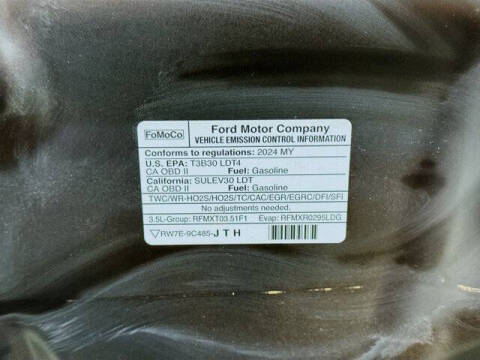 FoMoCo
Ford Motor Company
VEHICLE EMISSION CONTROL INFORMATION
Conforms to regulations: 2024 MY
U.S. EPA: T3B30 LDT4
CA OBD II Fuel: Gasoline
California: SULEV30 LDT
CA OBD II Fuel: Gasoline
TWC/WR-HO2S/HO2S/TC/CAC/EGR/EGRC/DFI/SFI
No adjustments needed.
3.5L-Group: RFMXT03.51F1 Evap: RFMXR0295LDG
RW7E-9C485-JTH